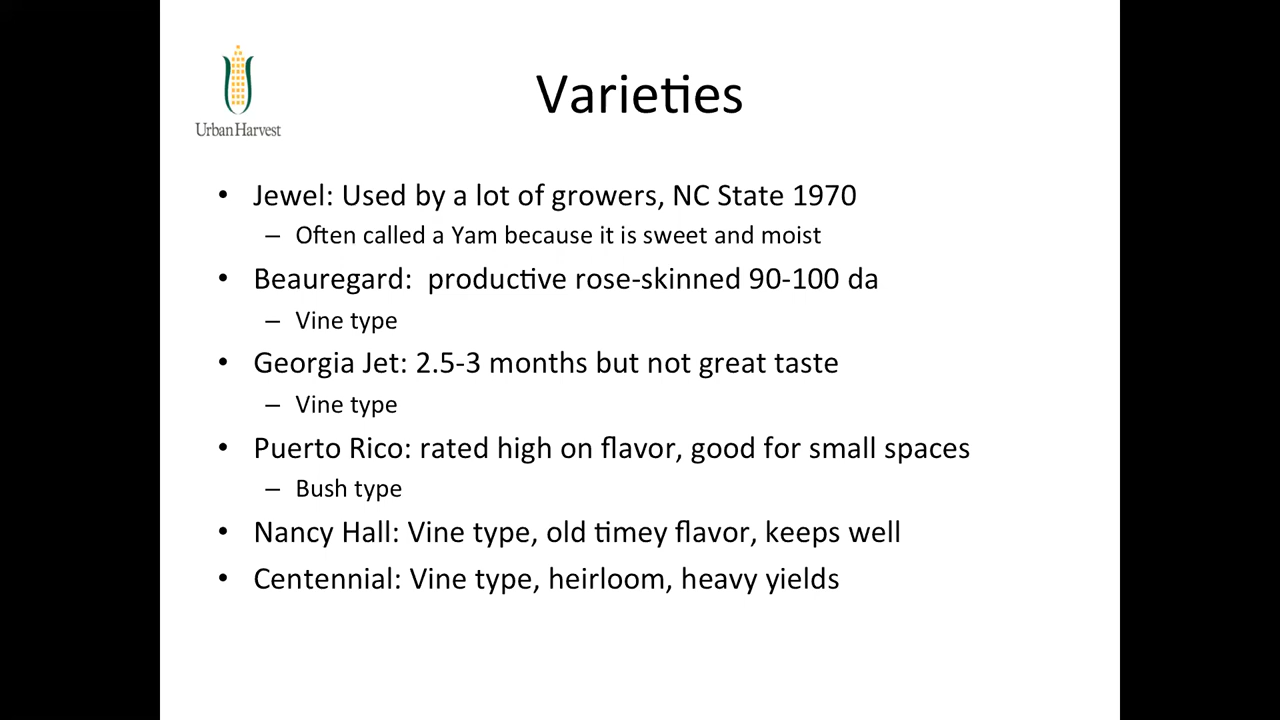 Urban Harvest
Varieties
• Jewel: Used by a lot of growers, NC State 1970
– Often called a Yam because it is sweet and moist
• Beauregard:  productive rose-skinned 90-100 da
– Vine type
• Georgia Jet: 2.5-3 months but not great taste
– Vine type
• Puerto Rico: rated high on flavor, good for small spaces
– Bush type
• Nancy Hall: Vine type, old timey flavor, keeps well
• Centennial: Vine type, heirloom, heavy yields